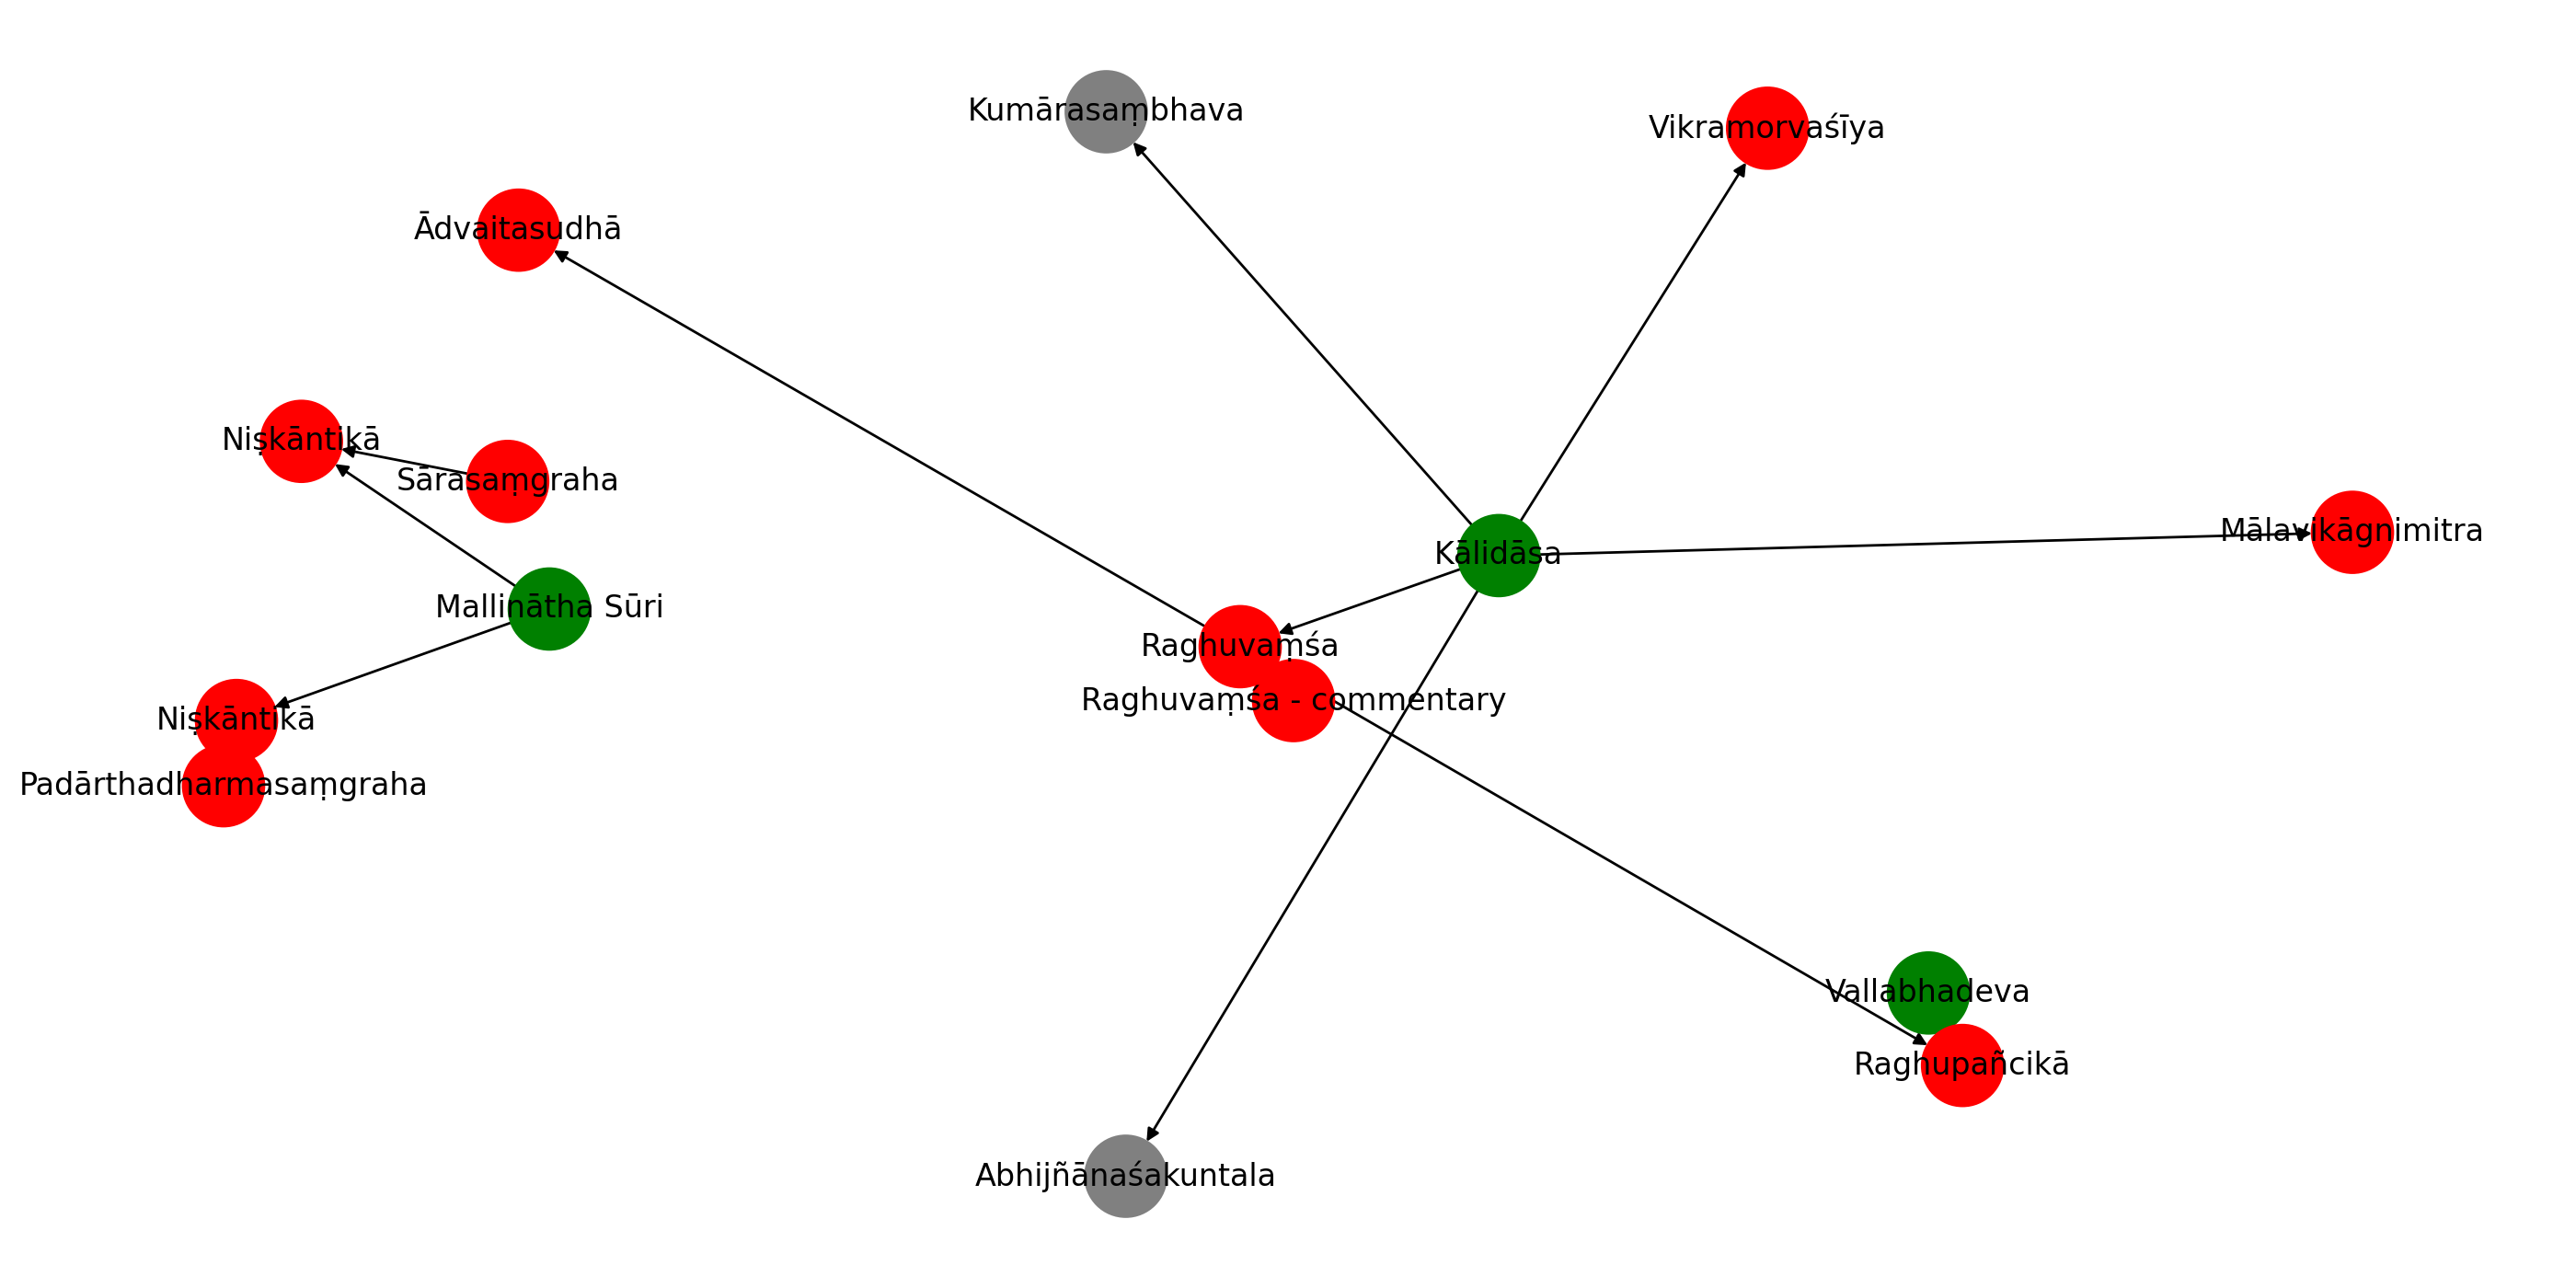 Kumārasaṃbhava
Vikramorvaśīya
Ādvaitasudhā
Niṣkāntikā
Sārasaṃgraha
Mālavikāgnimitra
Kālidāsa
Mallinātha Sūri
Raghuvaṃśa
Raghuvaṃśa - commentary
Niṣkāntikā
Padārthadharmasaṃgraha
Vallabhadeva
Raghupañcikā
Abhijñānaśakuntala